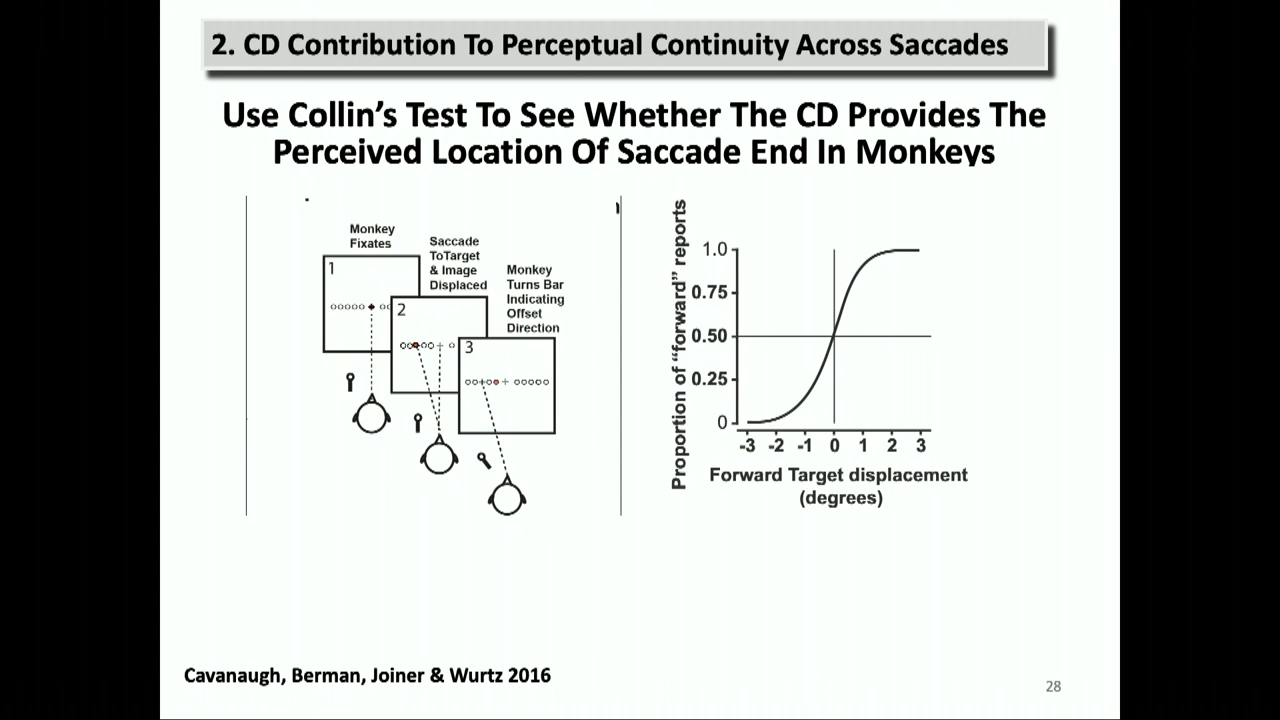 2. CD Contribution To Perceptual Continuity Across Saccades
Use Collin's Test To See Whether The CD Provides The
Perceived Location Of Saccade End In Monkeys
Monkey
Fixates
1
Saccade
ToTarget
& Image
Displaced
2
Monkey
Turns Bar
Indicating
Offset
Direction
3
Proportion of "forward" reports
1.0
0.75
0.50
0.25
0
-3 -2 -1 0 1 2 3
Forward Target displacement
(degrees)
Cavanaugh, Berman, Joiner & Wurtz 2016
28